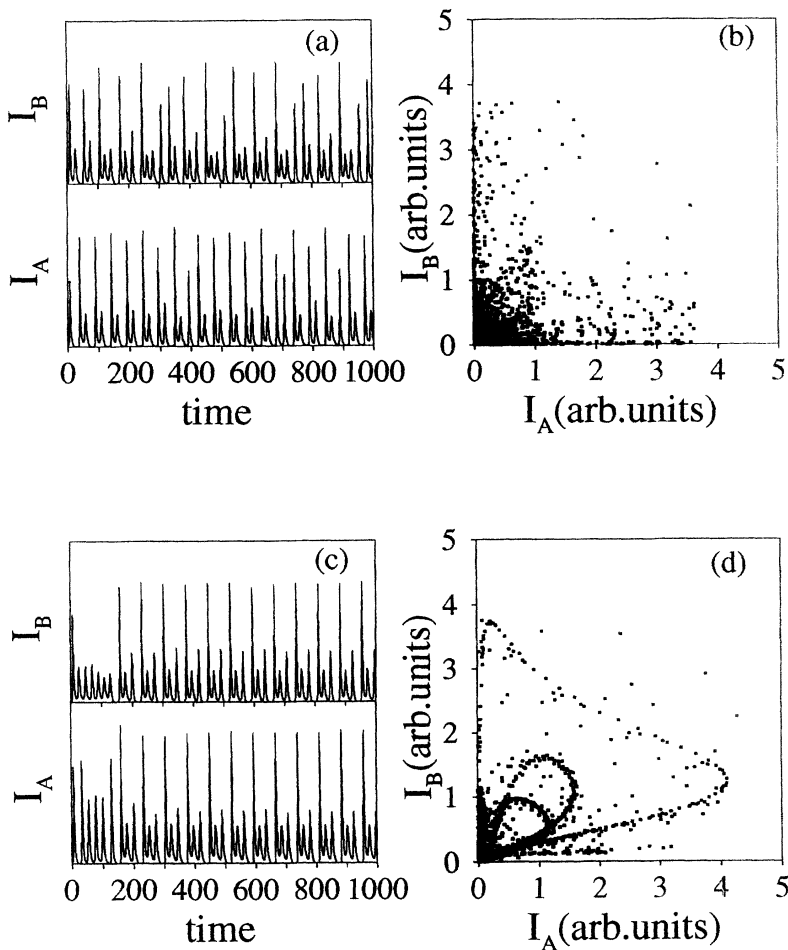 (a)
I_B
I_A
0 200 400 600 800 1000
time
(b)
5
4
3
2
1
0
I_B(arb.units)
0 1 2 3 4 5
I_A(arb.units)
(c)
I_B
I_A
0 200 400 600 800 1000
time
(d)
5
4
3
2
1
0
I_B(arb.units)
0 1 2 3 4 5
I_A(arb.units)